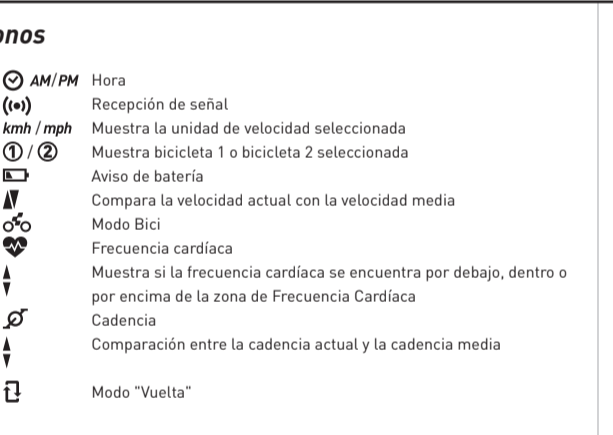 onos
AM/PM Hora
Recepción de señal
kmh / mph Muestra la unidad de velocidad seleccionada
① / ② Muestra bicicleta 1 o bicicleta 2 seleccionada
Aviso de batería
Compara la velocidad actual con la velocidad media
Modo Bici
Frecuencia cardíaca
Muestra si la frecuencia cardíaca se encuentra por debajo, dentro o
por encima de la zona de Frecuencia Cardíaca
Cadencia
Comparación entre la cadencia actual y la cadencia media
Modo "Vuelta"